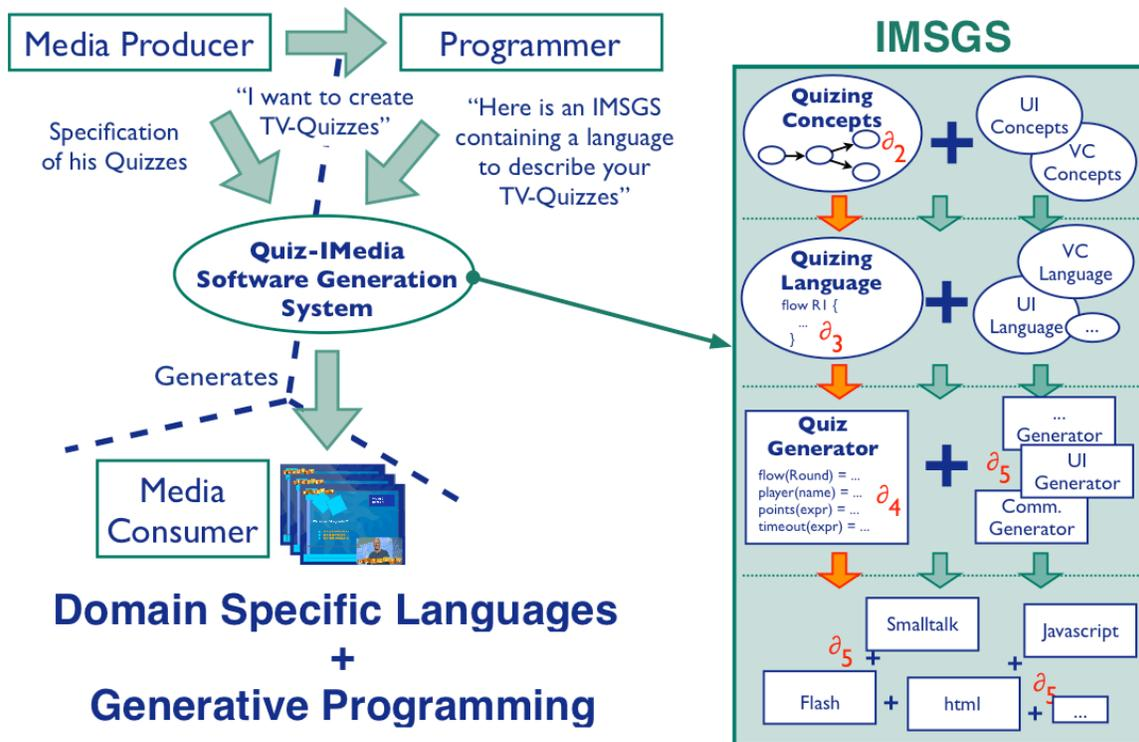 Media Producer
Programmer
"I want to create
TV-Quizzes"
Specification
of his Quizzes
"Here is an IMSGS
containing a language
to describe your
TV-Quizzes"
Quiz-IMedia
Software Generation
System
Generates
Media
Consumer
Domain Specific Languages
+
Generative Programming
IMSGS
Quizing
Concepts
∂2
+
UI
Concepts
VC
Concepts
Quizing
Language
flow R1 {
...
}
∂3
+
VC
Language
UI
Language
...
Quiz
Generator
flow(Round) = ...
player(name) = ...
points(expr) = ...
timeout(expr) = ...
∂4
+
∂5
...
Generator
UI
Generator
Comm.
Generator
Smalltalk
Javascript
∂5
+
+
∂5
Flash
+
html
+
...